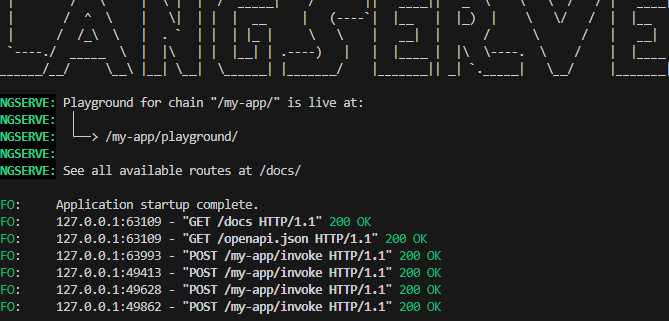 LANGSERVE
NGSERVE: Playground for chain "/my-app/" is live at:
NGSERVE:
NGSERVE: └──> /my-app/playground/
NGSERVE:
NGSERVE: See all available routes at /docs/
FO: Application startup complete.
FO: 127.0.0.1:63109 - "GET /docs HTTP/1.1" 200 OK
FO: 127.0.0.1:63109 - "GET /openapi.json HTTP/1.1" 200 OK
FO: 127.0.0.1:63993 - "POST /my-app/invoke HTTP/1.1" 200 OK
FO: 127.0.0.1:49413 - "POST /my-app/invoke HTTP/1.1" 200 OK
FO: 127.0.0.1:49628 - "POST /my-app/invoke HTTP/1.1" 200 OK
FO: 127.0.0.1:49862 - "POST /my-app/invoke HTTP/1.1" 200 OK